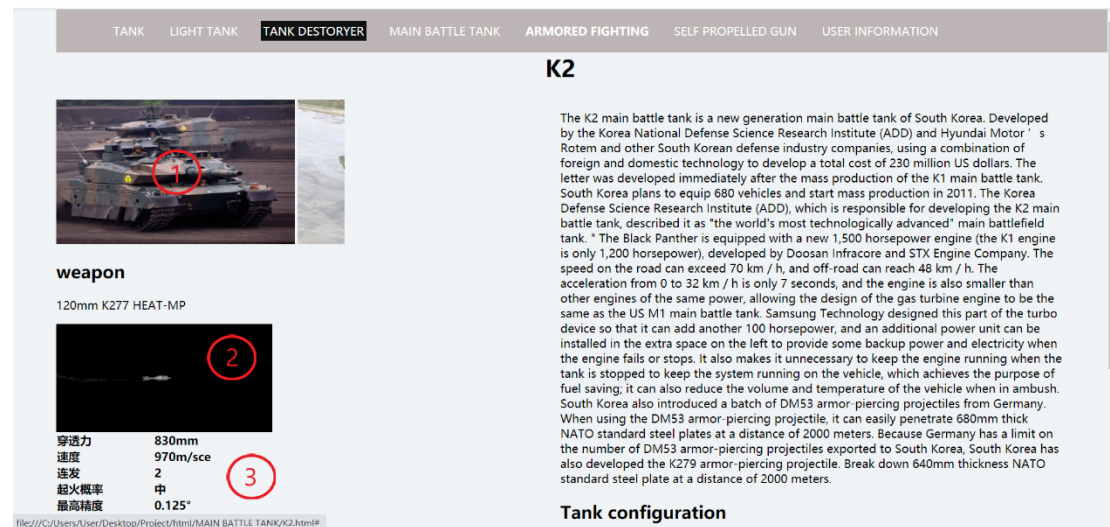 TANK LIGHT TANK TANK DESTORYER MAIN BATTLE TANK ARMORED FIGHTING SELF PROPELLED GUN USER INFORMATION
K2
1
weapon
120mm K277 HEAT-MP
2
穿透力 830mm
速度 970m/sce
连发 2
起火概率 中
最高精度 0.125°
3
The K2 main battle tank is a new generation main battle tank of South Korea. Developed
by the Korea National Defense Science Research Institute (ADD) and Hyundai Motor ' s
Rotem and other South Korean defense industry companies, using a combination of
foreign and domestic technology to develop a total cost of 230 million US dollars. The
letter was developed immediately after the mass production of the K1 main battle tank.
South Korea plans to equip 680 vehicles and start mass production in 2011. The Korea
Defense Science Research Institute (ADD), which is responsible for developing the K2 main
battle tank, described it as "the world's most technologically advanced" main battlefield
tank. " The Black Panther is equipped with a new 1,500 horsepower engine (the K1 engine
is only 1,200 horsepower), developed by Doosan Infracore and STX Engine Company. The
speed on the road can exceed 70 km / h, and off-road can reach 48 km / h. The
acceleration from 0 to 32 km / h is only 7 seconds, and the engine is also smaller than
other engines of the same power, allowing the design of the gas turbine engine to be the
same as the US M1 main battle tank. Samsung Technology designed this part of the turbo
device so that it can add another 100 horsepower, and an additional power unit can be
installed in the extra space on the left to provide some backup power and electricity when
the engine fails or stops. It also makes it unnecessary to keep the engine running when the
tank is stopped to keep the system running on the vehicle, which achieves the purpose of
fuel saving; it can also reduce the volume and temperature of the vehicle when in ambush.
South Korea also introduced a batch of DM53 armor-piercing projectiles from Germany.
When using the DM53 armor-piercing projectile, it can easily penetrate 680mm thick
NATO standard steel plates at a distance of 2000 meters. Because Germany has a limit on
the number of DM53 armor-piercing projectiles exported to South Korea, South Korea has
also developed the K279 armor-piercing projectile. Break down 640mm thickness NATO
standard steel plate at a distance of 2000 meters.
Tank configuration
file:///C:/Users/User/Desktop/Project/html/MAIN BATTLE TANK/K2.html#